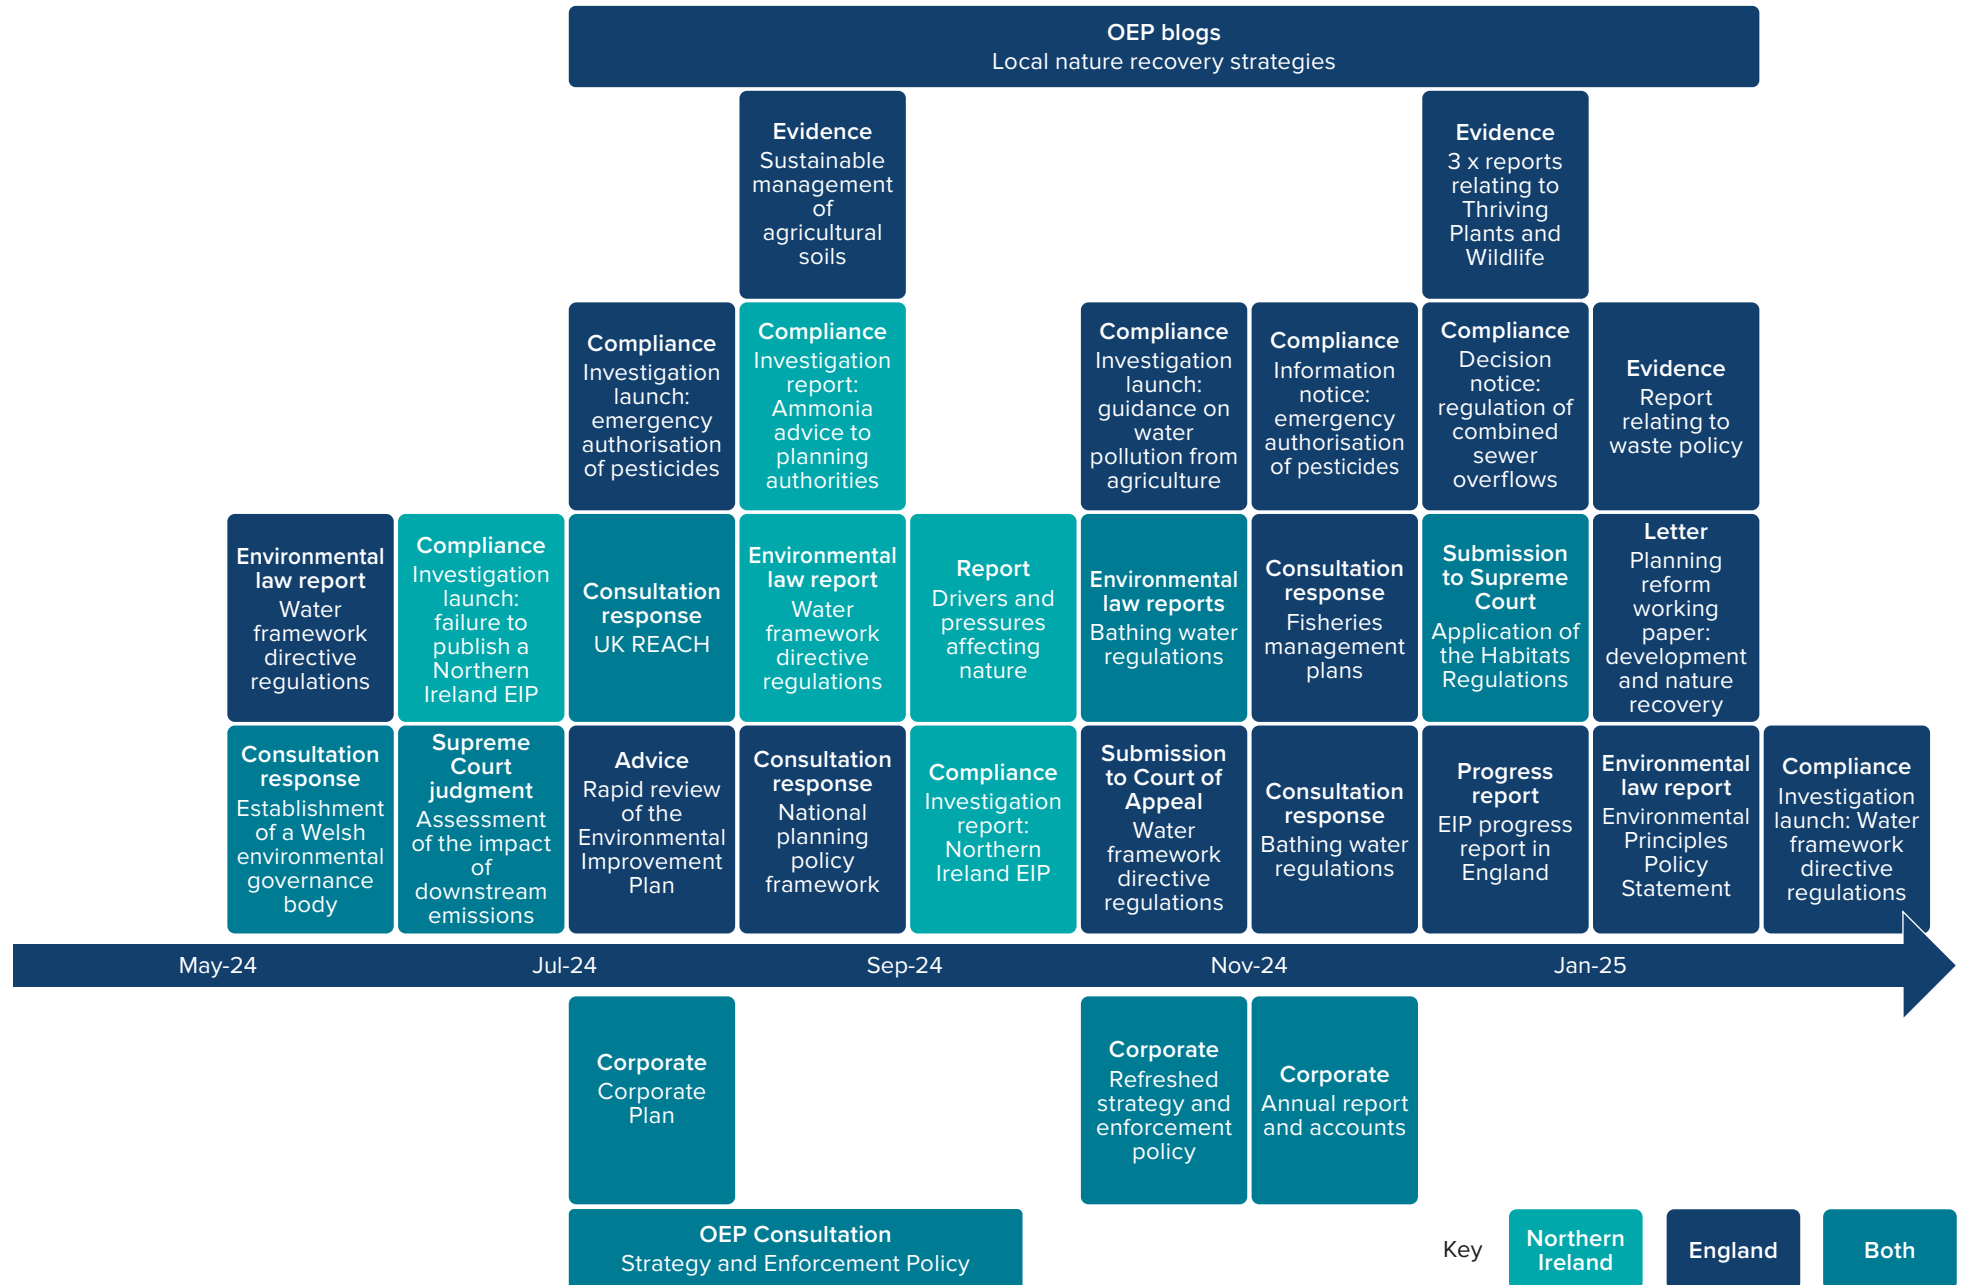 OEP blogs
Local nature recovery strategies
Evidence
Sustainable
management
of
agricultural
soils
Evidence
3 x reports
relating to
Thriving
Plants and
Wildlife
Compliance
Investigation
launch:
emergency
authorisation
of pesticides
Compliance
Investigation
report:
Ammonia
advice to
planning
authorities
Compliance
Investigation
launch:
guidance on
water
pollution from
agriculture
Compliance
Information
notice:
emergency
authorisation
of pesticides
Compliance
Decision
notice:
regulation of
combined
sewer
overflows
Evidence
Report
relating to
waste policy
Environmental
law report
Water
framework
directive
regulations
Compliance
Investigation
launch:
failure to
publish a
Northern
Ireland EIP
Consultation
response
UK REACH
Environmental
law report
Water
framework
directive
regulations
Report
Drivers and
pressures
affecting
nature
Environmental
law reports
Bathing water
regulations
Consultation
response
Fisheries
management
plans
Submission
to Supreme
Court
Application of
the Habitats
Regulations
Letter
Planning
reform
working
paper:
development
and nature
recovery
Consultation
response
Establishment
of a Welsh
environmental
governance
body
Supreme
Court
judgment
Assessment
of the impact
of
downstream
emissions
Advice
Rapid review
of the
Environmental
Improvement
Plan
Consultation
response
National
planning
policy
framework
Compliance
Investigation
report:
Northern
Ireland EIP
Submission
to Court of
Appeal
Water
framework
directive
regulations
Consultation
response
Bathing water
regulations
Progress
report
EIP progress
report in
England
Environmental
law report
Environmental
Principles
Policy
Statement
Compliance
Investigation
launch: Water
framework
directive
regulations
May-24
Jul-24
Sep-24
Nov-24
Jan-25
Corporate
Corporate
Plan
Corporate
Refreshed
strategy and
enforcement
policy
Corporate
Annual report
and accounts
OEP Consultation
Strategy and Enforcement Policy
Key
Northern
Ireland
England
Both